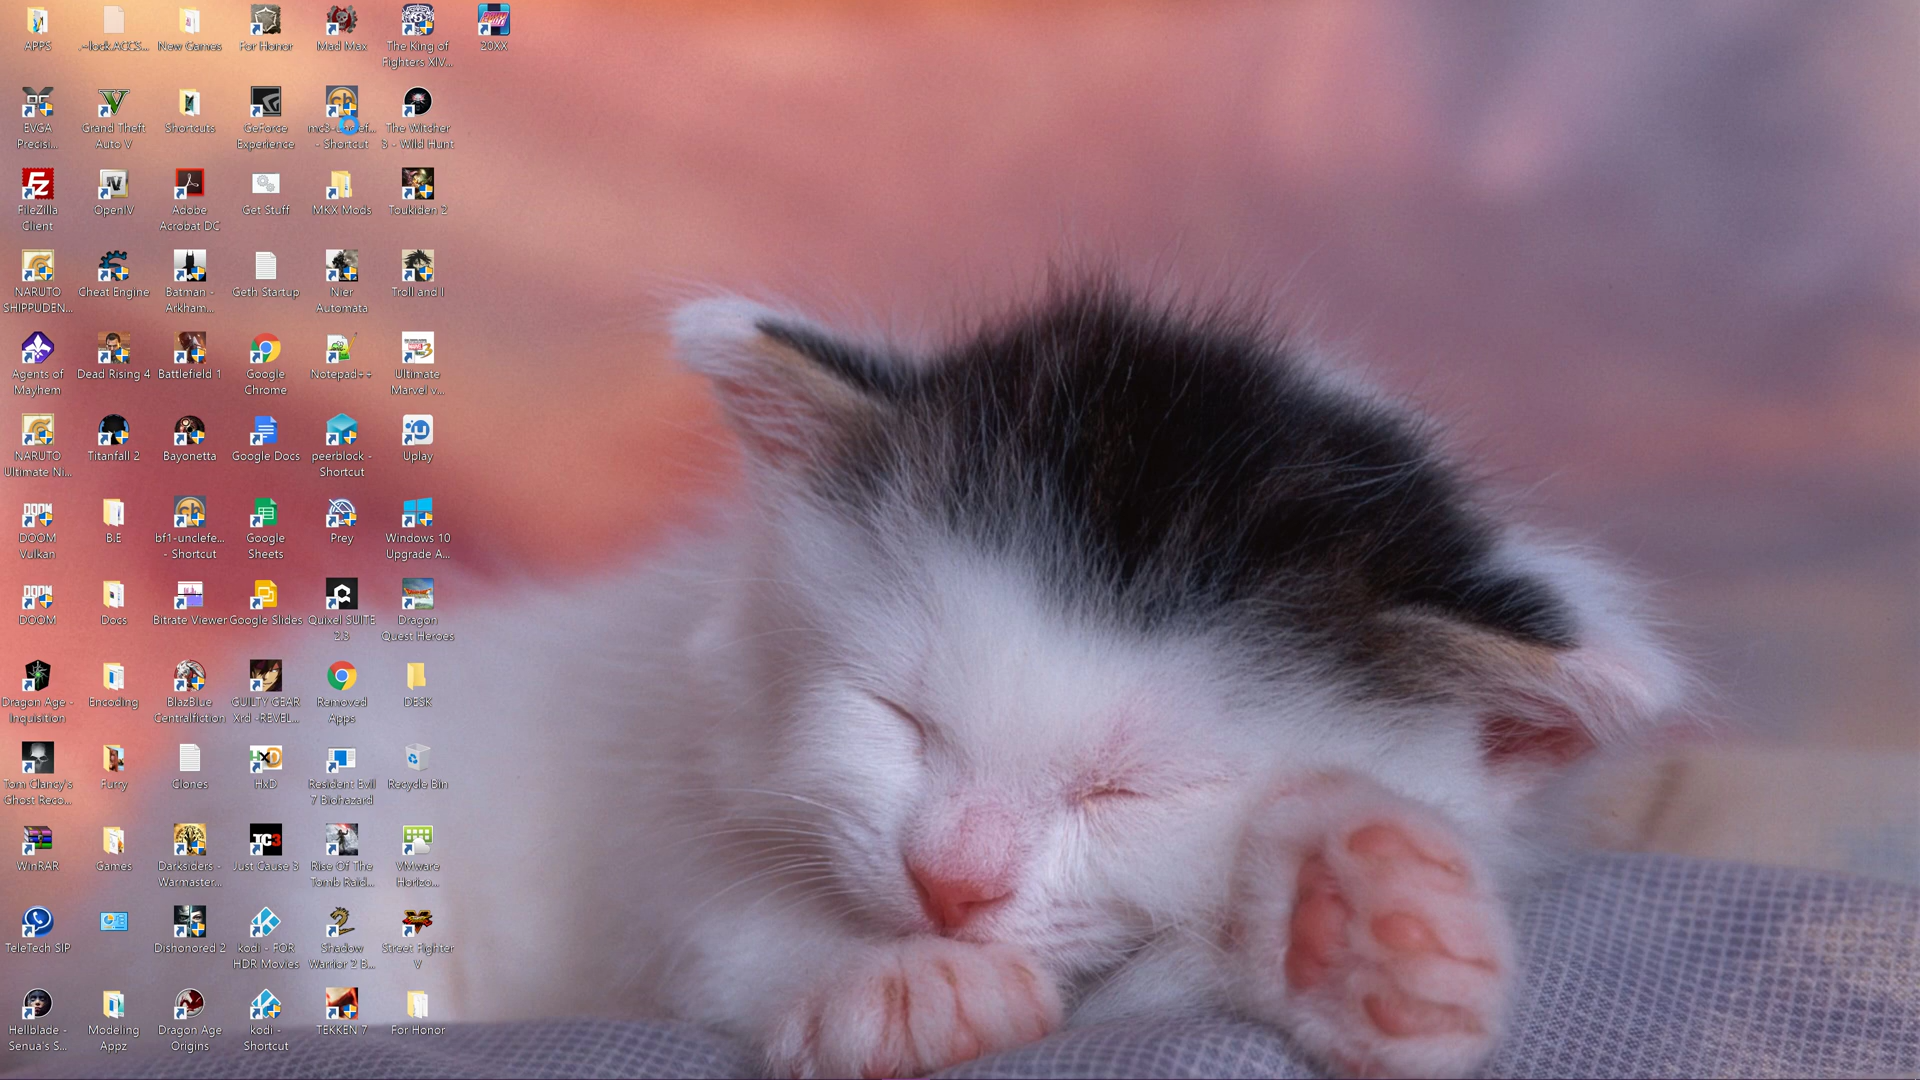 APPS
.~lock.ACCS...
New Games
For Honor
Mad Max
The King of
Fighters XIV...
20XX
EVGA
Precisi...
Grand Theft
Auto V
Shortcuts
GeForce
Experience
- Shortcut
The Witcher
3 - Wild Hunt
FileZilla
Client
OpenIV
Adobe
Acrobat DC
Get Stuff
MKX Mods
Toukiden 2
NARUTO
SHIPPUDEN...
Cheat Engine
Batman -
Arkham...
Geth Startup
Nier
Automata
Troll and I
Agents of
Mayhem
Dead Rising 4
Battlefield 1
Google
Chrome
Notepad++
Ultimate
Marvel v...
NARUTO
Ultimate Ni...
Titanfall 2
Bayonetta
Google Docs
peerblock -
Shortcut
Uplay
DOOM
Vulkan
B.E
bf1-unclefe...
- Shortcut
Google
Sheets
Prey
Windows 10
Upgrade A...
DOOM
Docs
Bitrate Viewer
Google Slides
Quixel SUITE
2.3
Dragon
Quest Heroes
Dragon Age -
Inquisition
Encoding
BlazBlue
Centralfiction
GUILTY GEAR
Xrd -REVEL...
Removed
Apps
DESK
Tom Clancy's
Ghost Reco...
Furry
Clones
HxD
Resident Evil
7 Biohazard
Recycle Bin
WinRAR
Games
Darksiders -
Warmaster...
Just Cause 3
Rise Of The
Tomb Raid...
VMware
Horizo...
TeleTech SIP
Dishonored 2
kodi - FOR
HDR Movies
Shadow
Warrior 2 B...
Street Fighter
V
Hellblade -
Senua's S...
Modeling
Appz
Dragon Age
Origins
kodi -
Shortcut
TEKKEN 7
For Honor